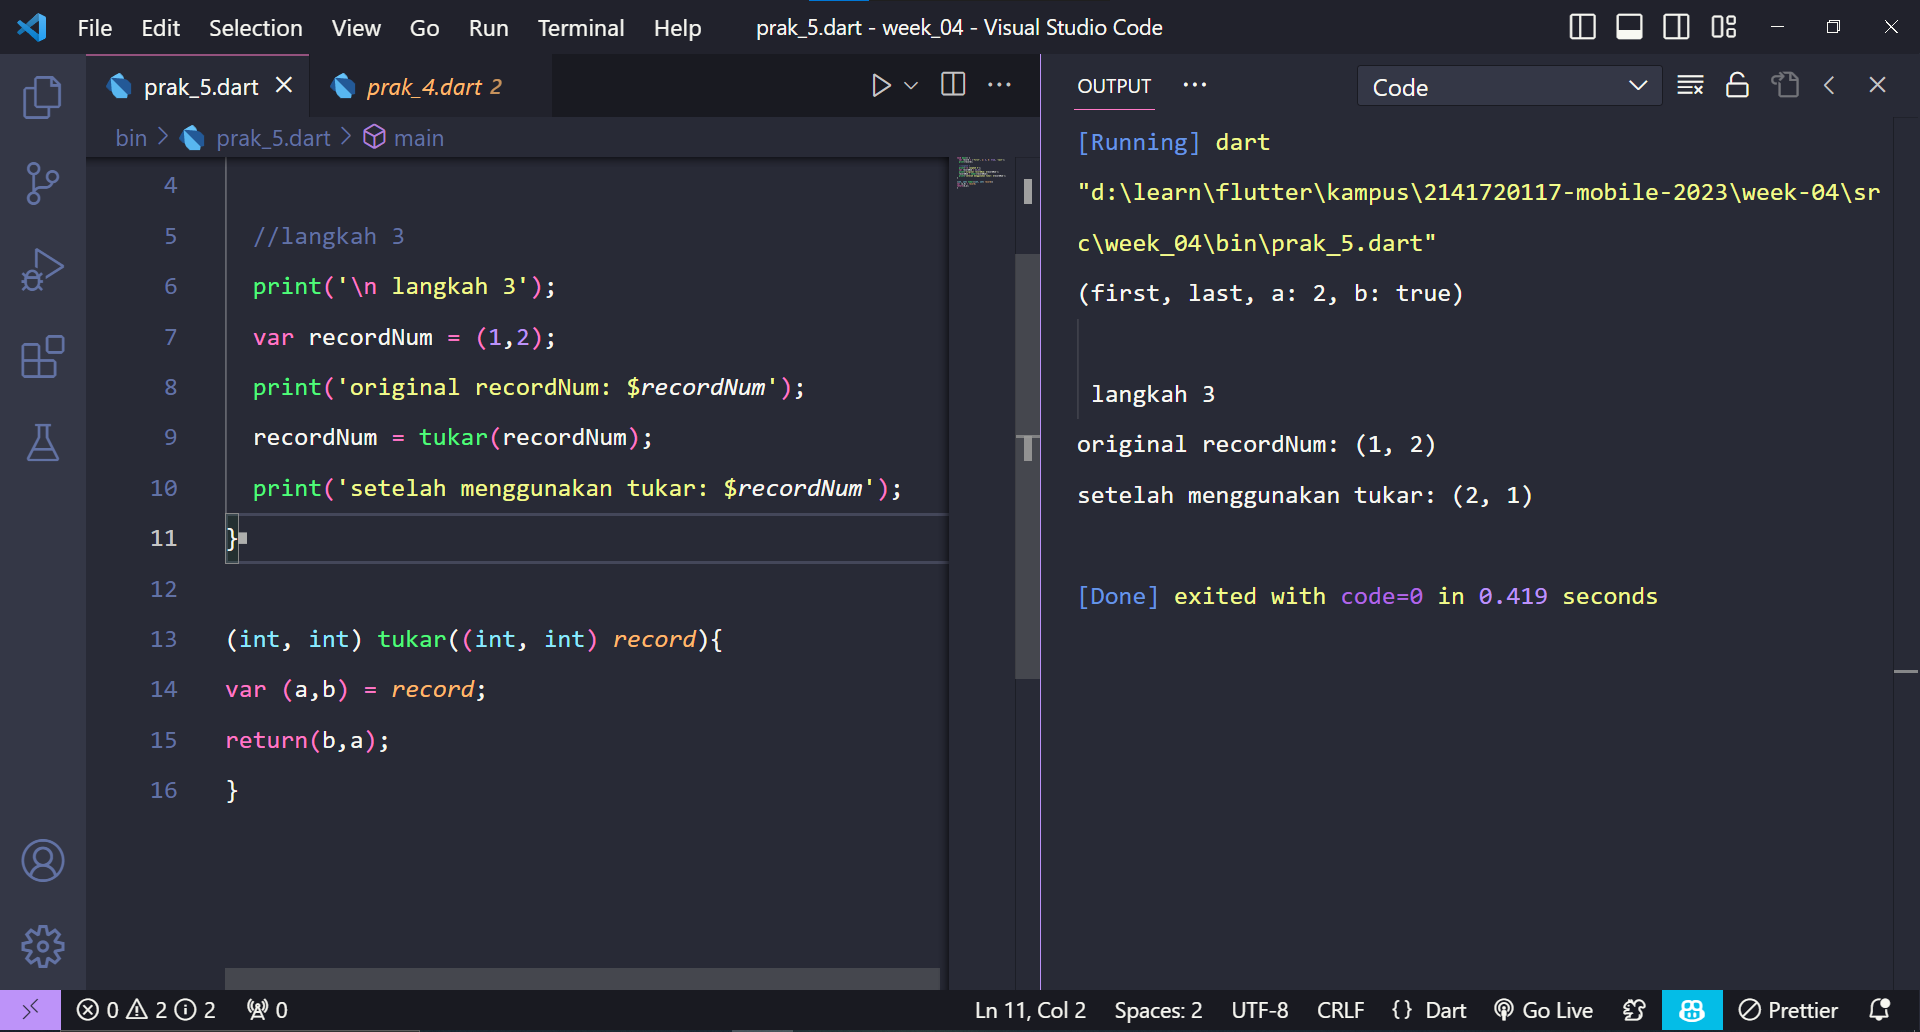 File Edit Selection View Go Run Terminal Help prak_5.dart - week_04 - Visual Studio Code
prak_5.dart prak_4.dart 2
bin > prak_5.dart > main
4
5 //langkah 3
6 print('\n langkah 3');
7 var recordNum = (1,2);
8 print('original recordNum: $recordNum');
9 recordNum = tukar(recordNum);
10 print('setelah menggunakan tukar: $recordNum');
11 }
12
13 (int, int) tukar((int, int) record){
14 var (a,b) = record;
15 return(b,a);
16 }
OUTPUT Code
[Running] dart
"d:\learn\flutter\kampus\2141720117-mobile-2023\week-04\sr
c\week_04\bin\prak_5.dart"
(first, last, a: 2, b: true)
langkah 3
original recordNum: (1, 2)
setelah menggunakan tukar: (2, 1)
[Done] exited with code=0 in 0.419 seconds
0 2 2 0 Ln 11, Col 2 Spaces: 2 UTF-8 CRLF {} Dart Go Live Prettier